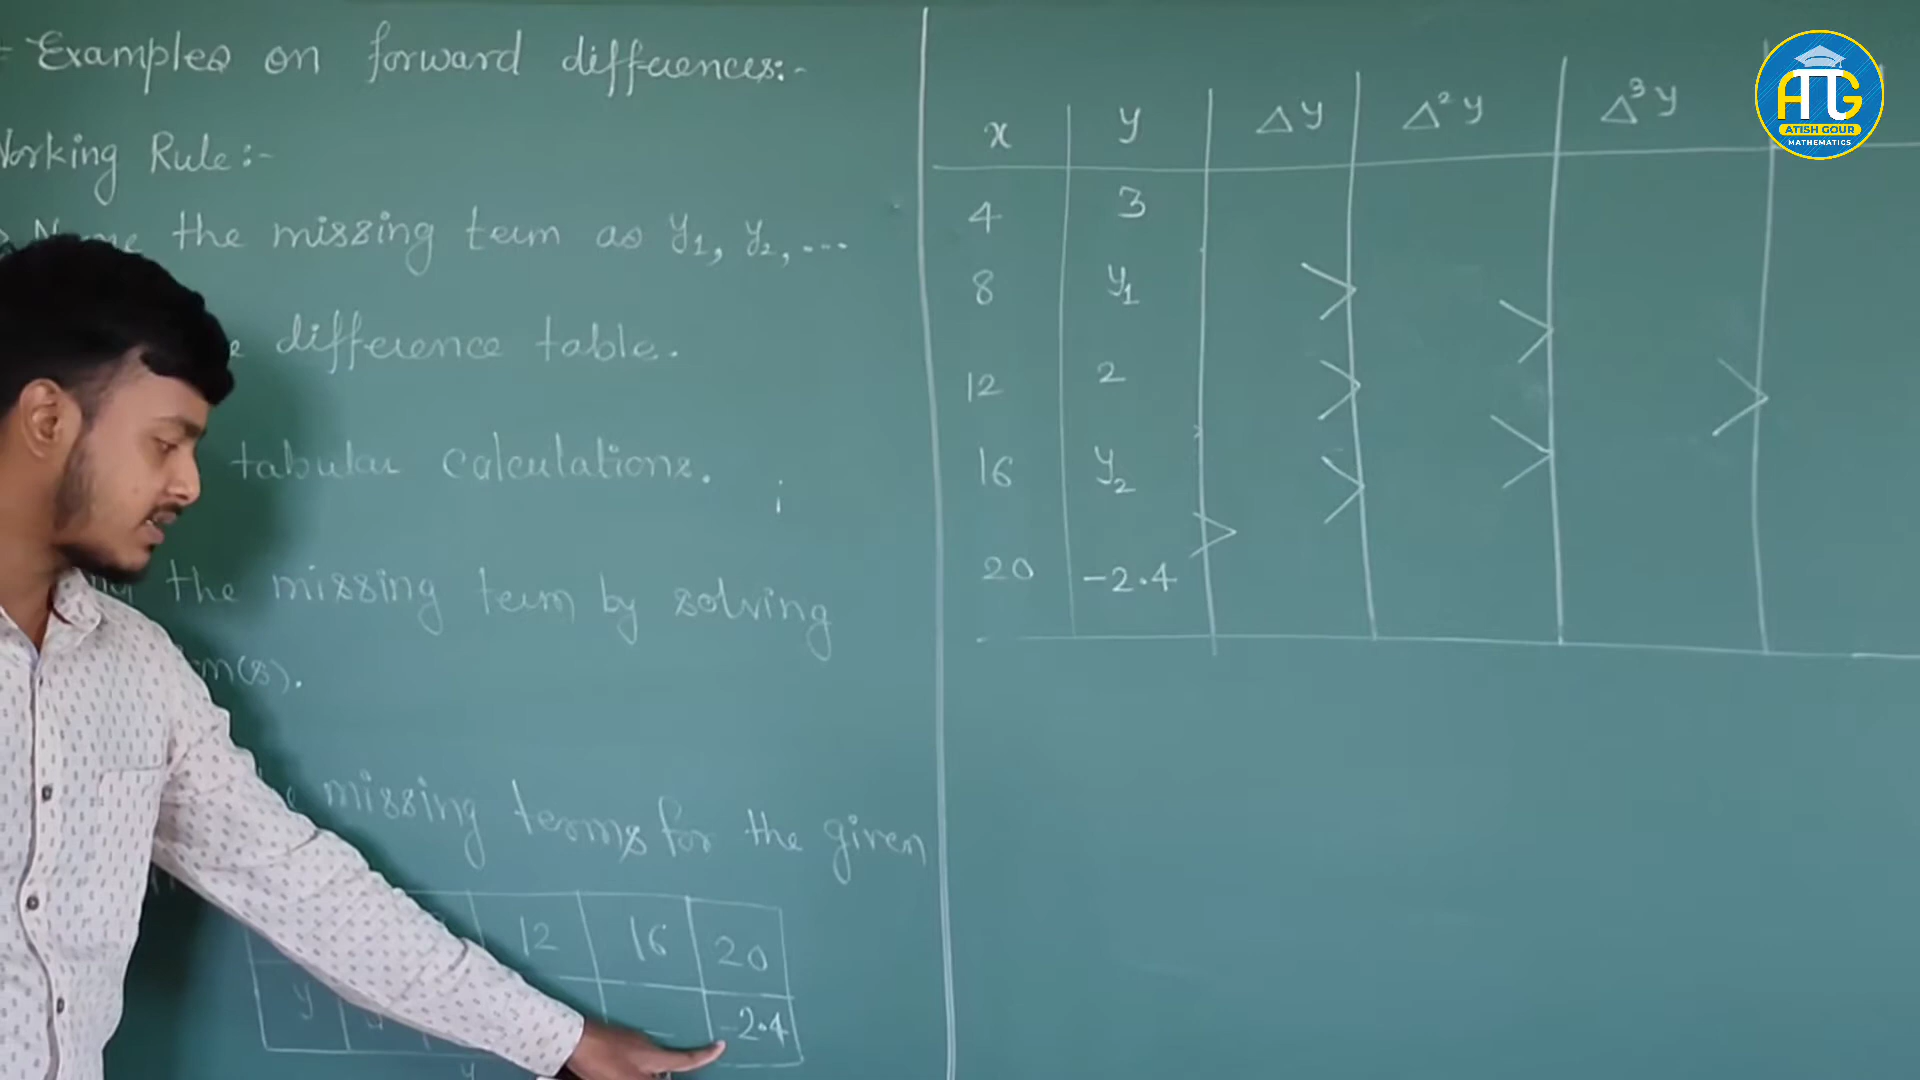 Examples on forward differences:-
Working Rule:-
the missing term as y1, y2, ...
difference table.
tabular calculations.
the missing term by solving
missing terms for the given
12 16 20
y — -2.4
x y Δy Δ²y Δ³y
4 3
8 y1
12 2
16 y2
20 -2.4
ATG
ATISH GOUR
MATHEMATICS